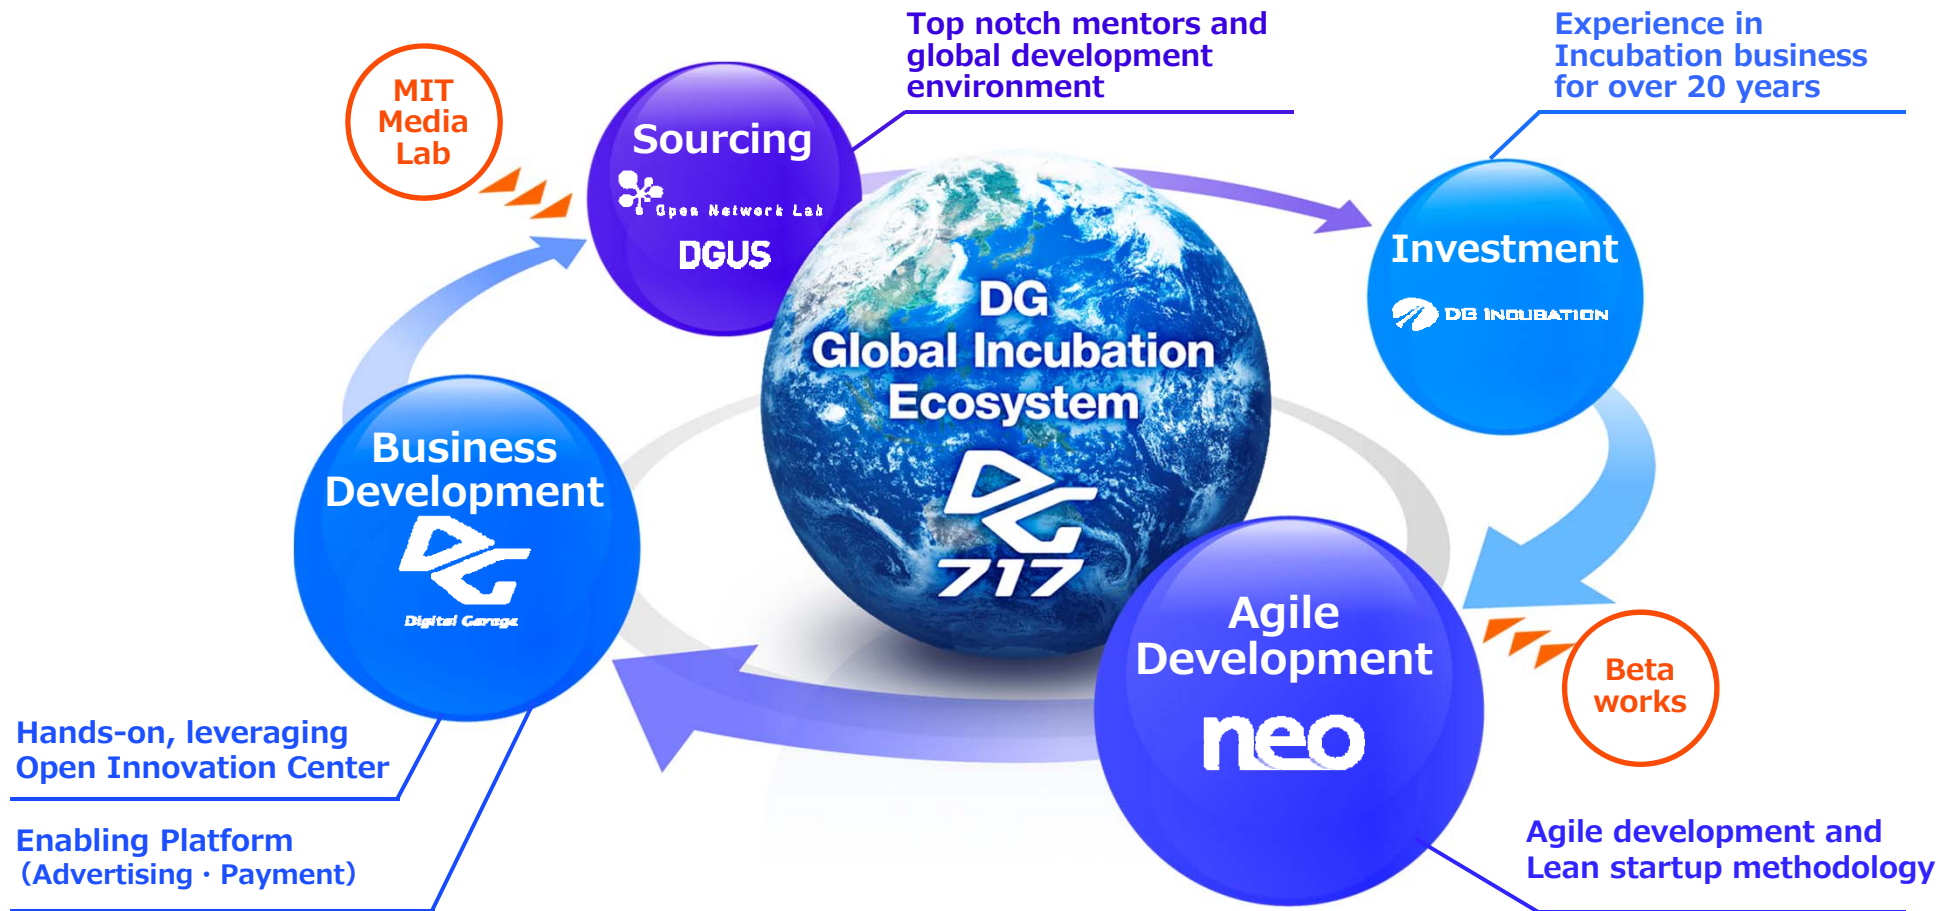 Top notch mentors and
global development
environment
Experience in
Incubation business
for over 20 years
MIT
Media
Lab
Sourcing
Open Network Lab
DGUS
Investment
DG INCUBATION
DG
Global Incubation
Ecosystem
DG
717
Business
Development
DG
Digital Garage
Agile
Development
neo
Beta
works
Hands-on, leveraging
Open Innovation Center
Enabling Platform
（Advertising・Payment）
Agile development and
Lean startup methodology